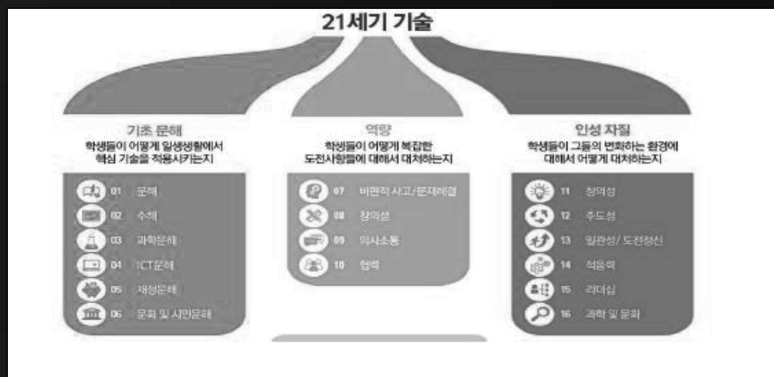 21세기 기술
기초 문해
학생들이 어떻게 일생생활에서
핵심 기술을 적용시키는지
01 문해
02 수해
03 과학문해
04 ICT문해
05 재정문해
06 문화 및 시민문해
역량
학생들이 어떻게 복잡한
도전사항들에 대해서 대처하는지
07 비판적 사고/문제해결
08 창의성
09 의사소통
10 협력
인성 자질
학생들이 그들의 변화하는 환경에
대해서 어떻게 대처하는지
11 창의성
12 주도성
13 일관성/ 도전정신
14 적응력
15 리더십
16 과학 및 문화